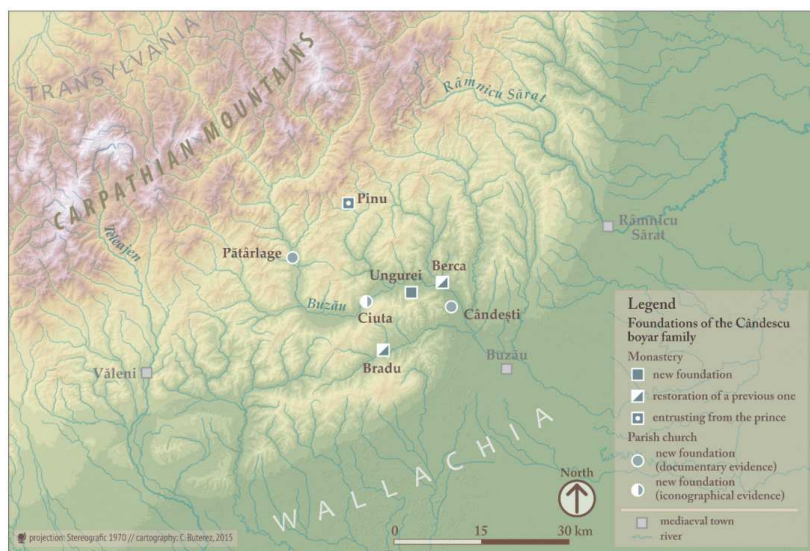 TRANSYLVANIA
CARPATHIAN MOUNTAINS
Râmnicu Sărat
Teleajen
Pinu
Râmnicu
Sărat
Pătârlage
Berca
Ungurei
Buzău
Ciuta
Cândești
Bradu
Văleni
Buzău
WALLACHIA
Legend
Foundations of the Cândescu
boyar family
Monastery
new foundation
restoration of a previous one
entrusting from the prince
Parish church
new foundation
(documentary evidence)
new foundation
(iconographical evidence)
mediaeval town
river
North
0 15 30 km
projection: Stereografic 1970 // cartography: C. Buterez, 2015